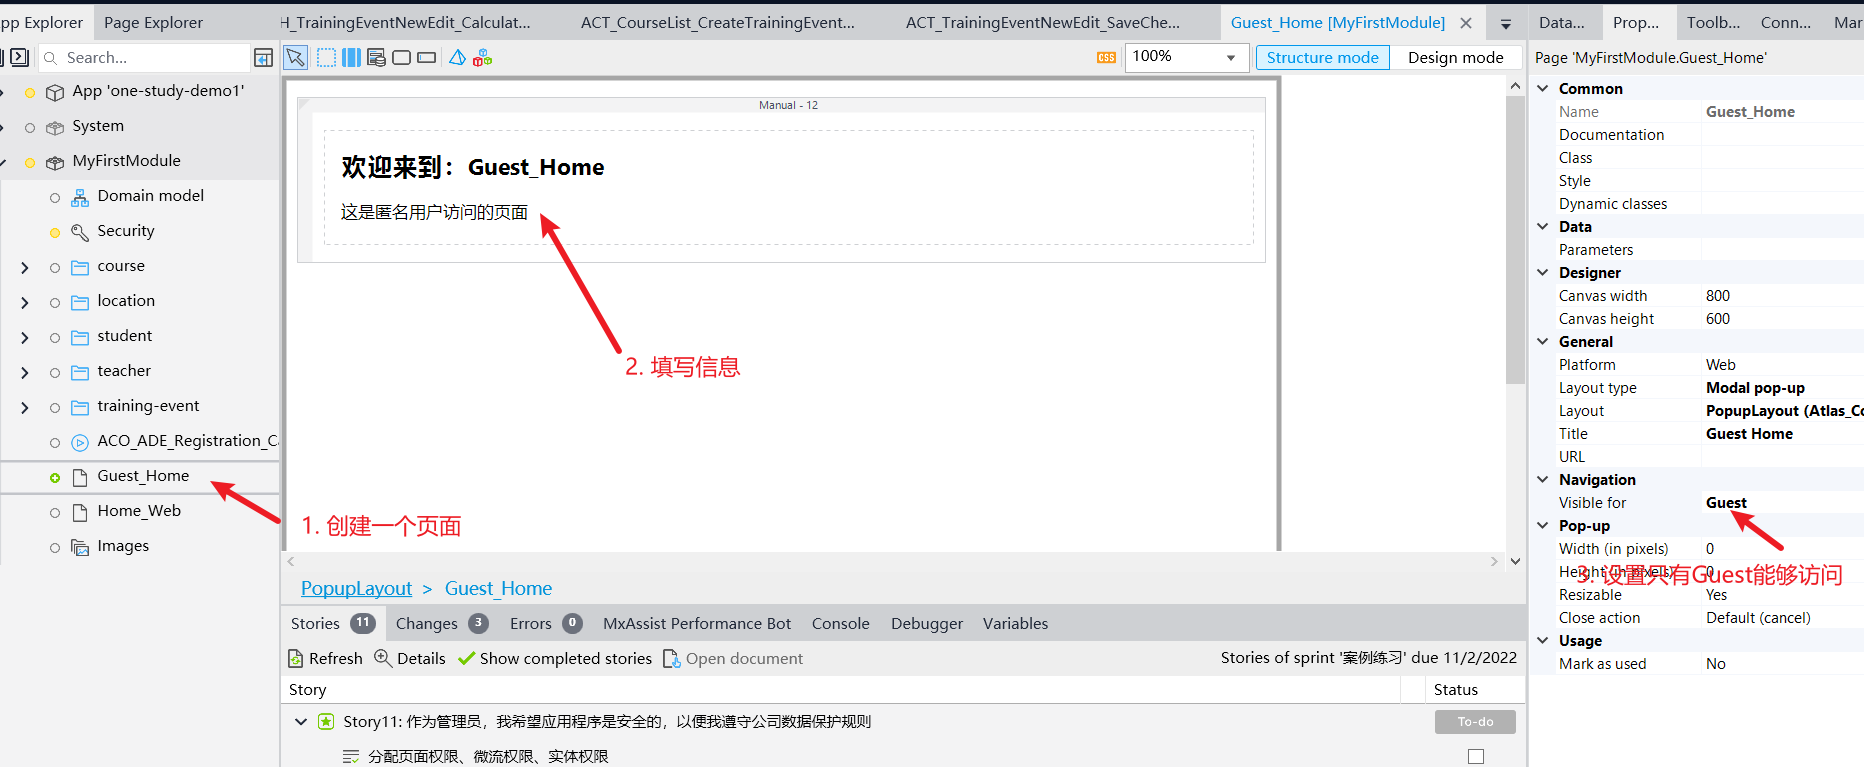 pp Explorer
Page Explorer
H_TrainingEventNewEdit_Calculat...
ACT_CourseList_CreateTrainingEvent...
ACT_TrainingEventNewEdit_SaveChe...
Guest_Home [MyFirstModule]
Data...
Prop...
Toolb...
Conn...
Mar
Search...
CSS
100%
Structure mode
Design mode
Page 'MyFirstModule.Guest_Home'
App 'one-study-demo1'
System
MyFirstModule
Domain model
Security
course
location
student
teacher
training-event
ACO_ADE_Registration_C
Guest_Home
Home_Web
Images
Manual - 12
欢迎来到：Guest_Home
这是匿名用户访问的页面
2. 填写信息
1. 创建一个页面
PopupLayout > Guest_Home
Common
Name Guest_Home
Documentation
Class
Style
Dynamic classes
Data
Parameters
Designer
Canvas width 800
Canvas height 600
General
Platform Web
Layout type Modal pop-up
Layout PopupLayout (Atlas_Co
Title Guest Home
URL
Navigation
Visible for Guest
Pop-up
Width (in pixels) 0
Height (in pixels) 0
3. 设置只有Guest能够访问
Resizable Yes
Close action Default (cancel)
Usage
Mark as used No
Stories 11
Changes 3
Errors 0
MxAssist Performance Bot
Console
Debugger
Variables
Refresh
Details
Show completed stories
Open document
Stories of sprint '案例练习' due 11/2/2022
Story Status
Story11: 作为管理员，我希望应用程序是安全的，以便我遵守公司数据保护规则 To-do
分配页面权限、微流权限、实体权限